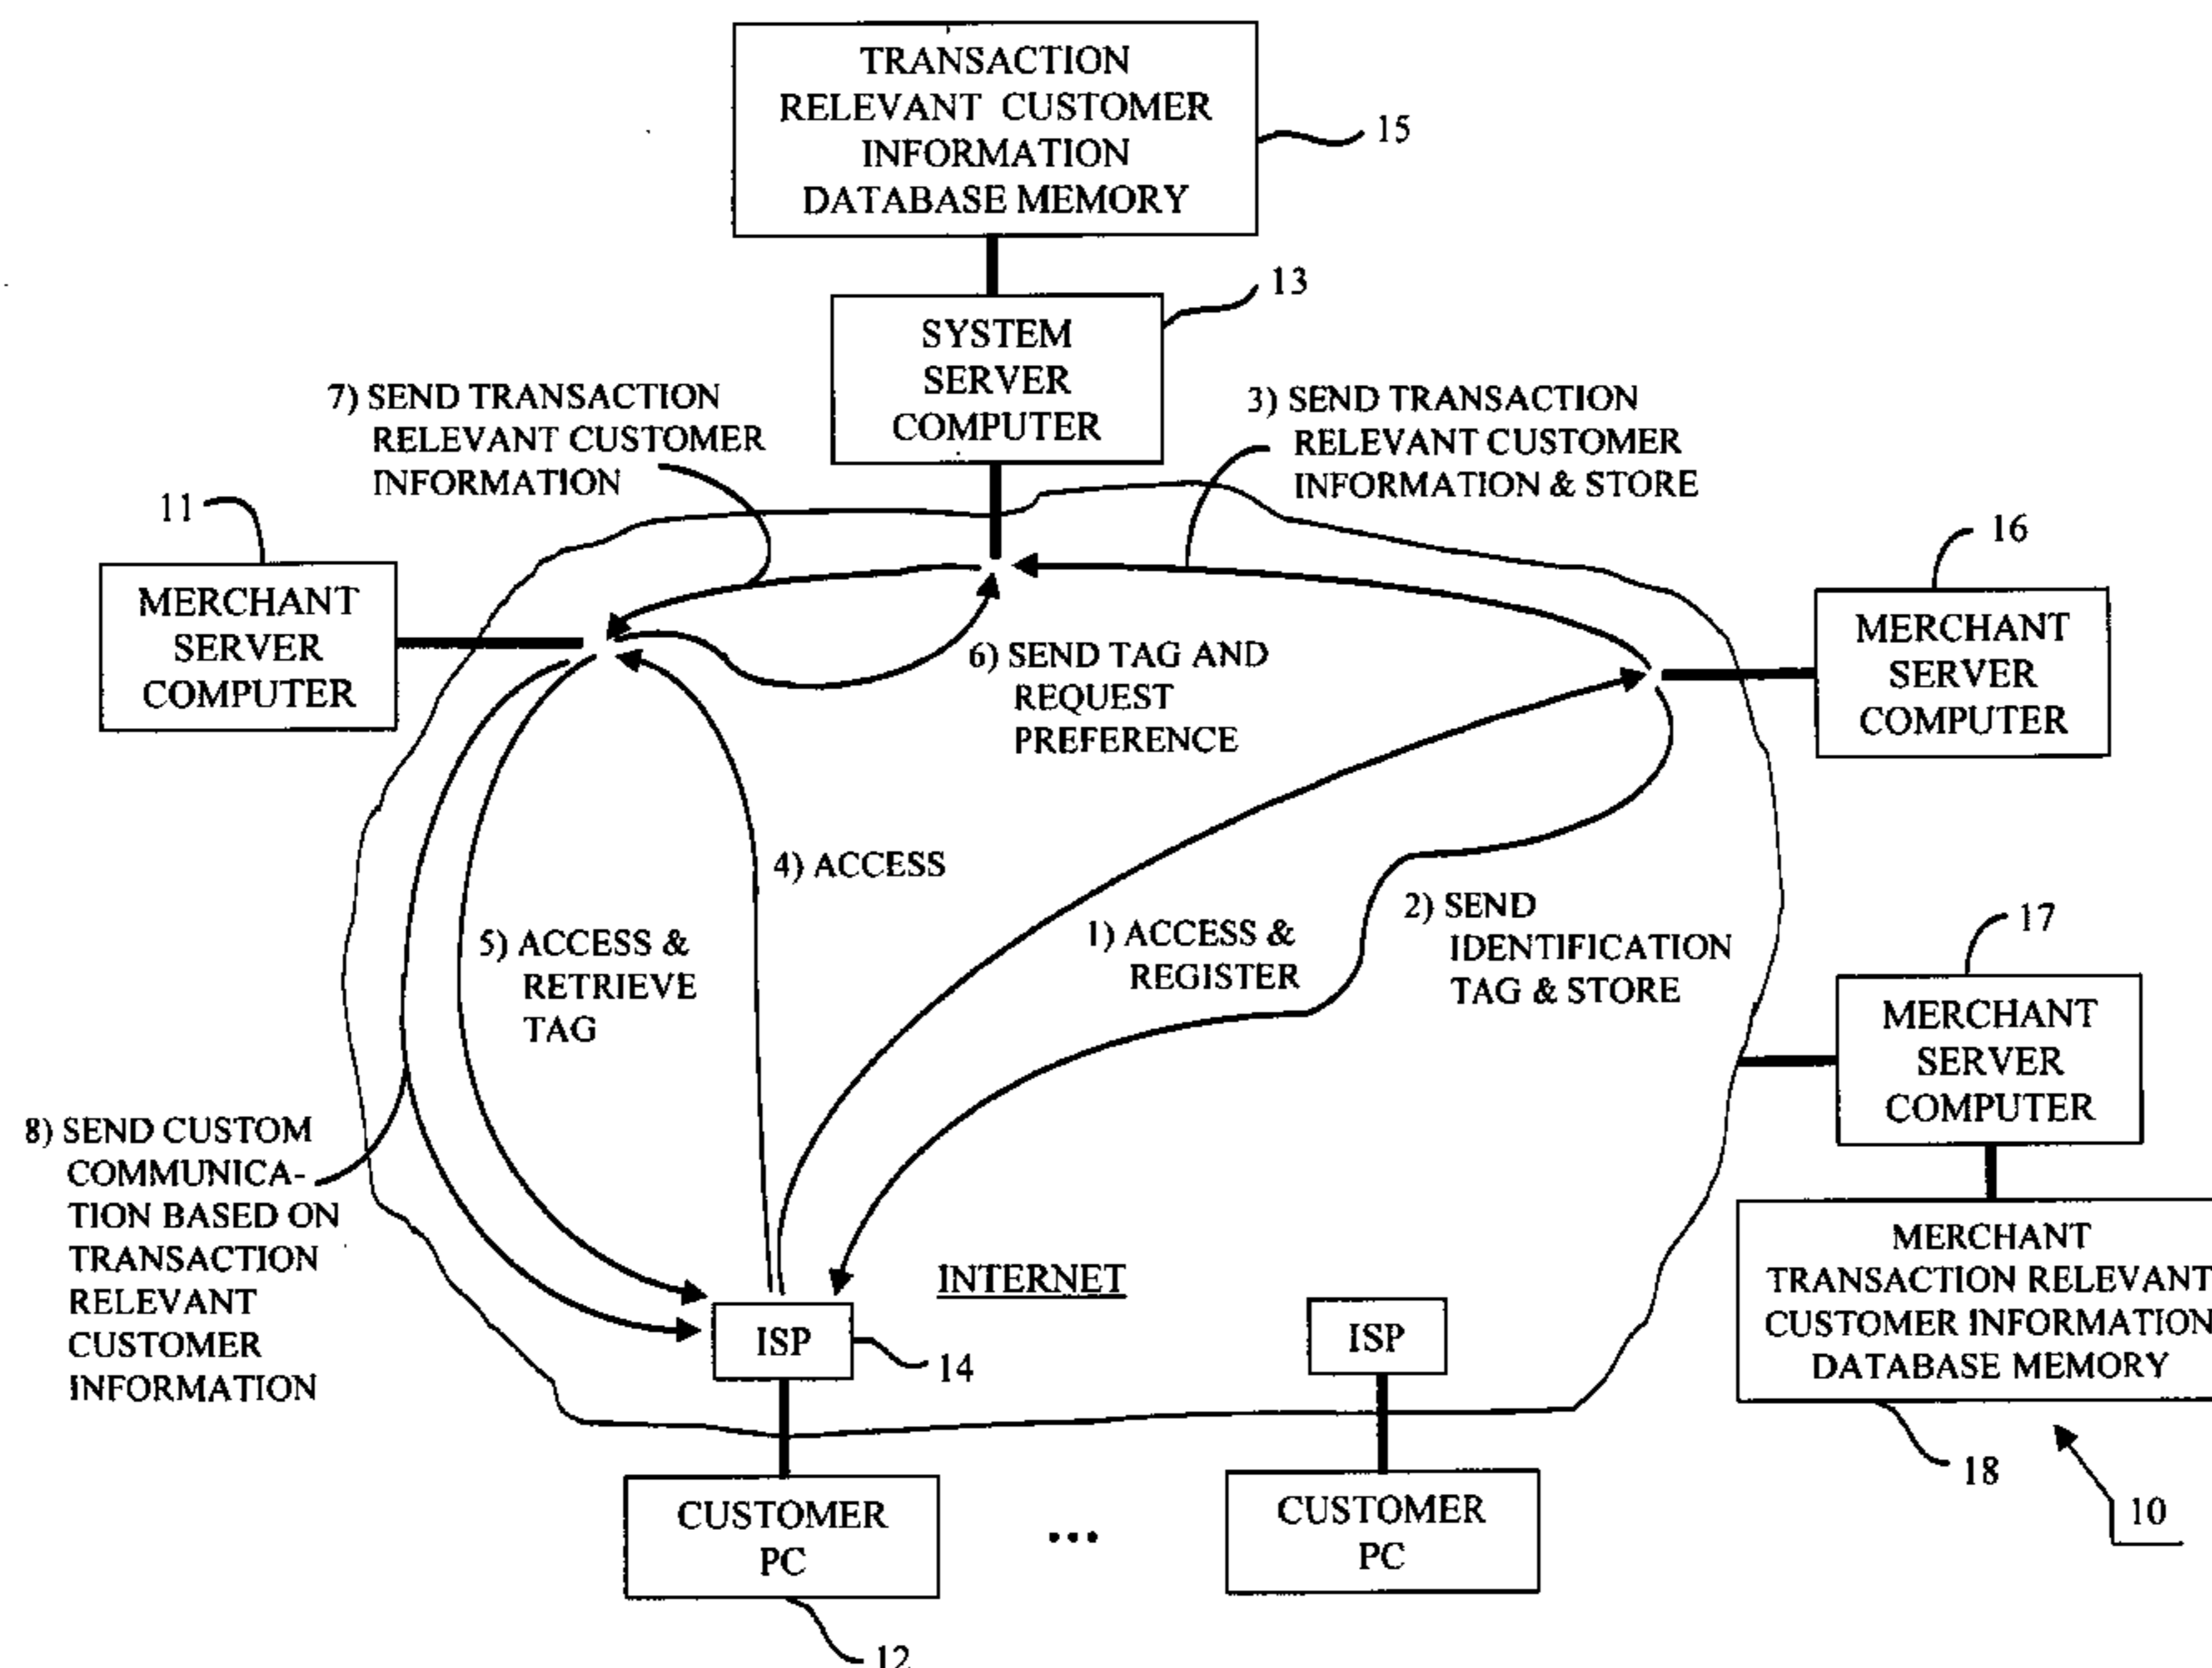 TRANSACTION
RELEVANT CUSTOMER
INFORMATION
DATABASE MEMORY
15
SYSTEM
SERVER
COMPUTER
13
7) SEND TRANSACTION
RELEVANT CUSTOMER
INFORMATION
3) SEND TRANSACTION
RELEVANT CUSTOMER
INFORMATION & STORE
11
MERCHANT
SERVER
COMPUTER
16
MERCHANT
SERVER
COMPUTER
6) SEND TAG AND
REQUEST
PREFERENCE
4) ACCESS
5) ACCESS &
RETRIEVE
TAG
1) ACCESS &
REGISTER
2) SEND
IDENTIFICATION
TAG & STORE
17
MERCHANT
SERVER
COMPUTER
8) SEND CUSTOM
COMMUNICA-
TION BASED ON
TRANSACTION
RELEVANT
CUSTOMER
INFORMATION
MERCHANT
TRANSACTION RELEVANT
CUSTOMER INFORMATION
DATABASE MEMORY
18
10
INTERNET
ISP
14
ISP
CUSTOMER
PC
12
...
CUSTOMER
PC